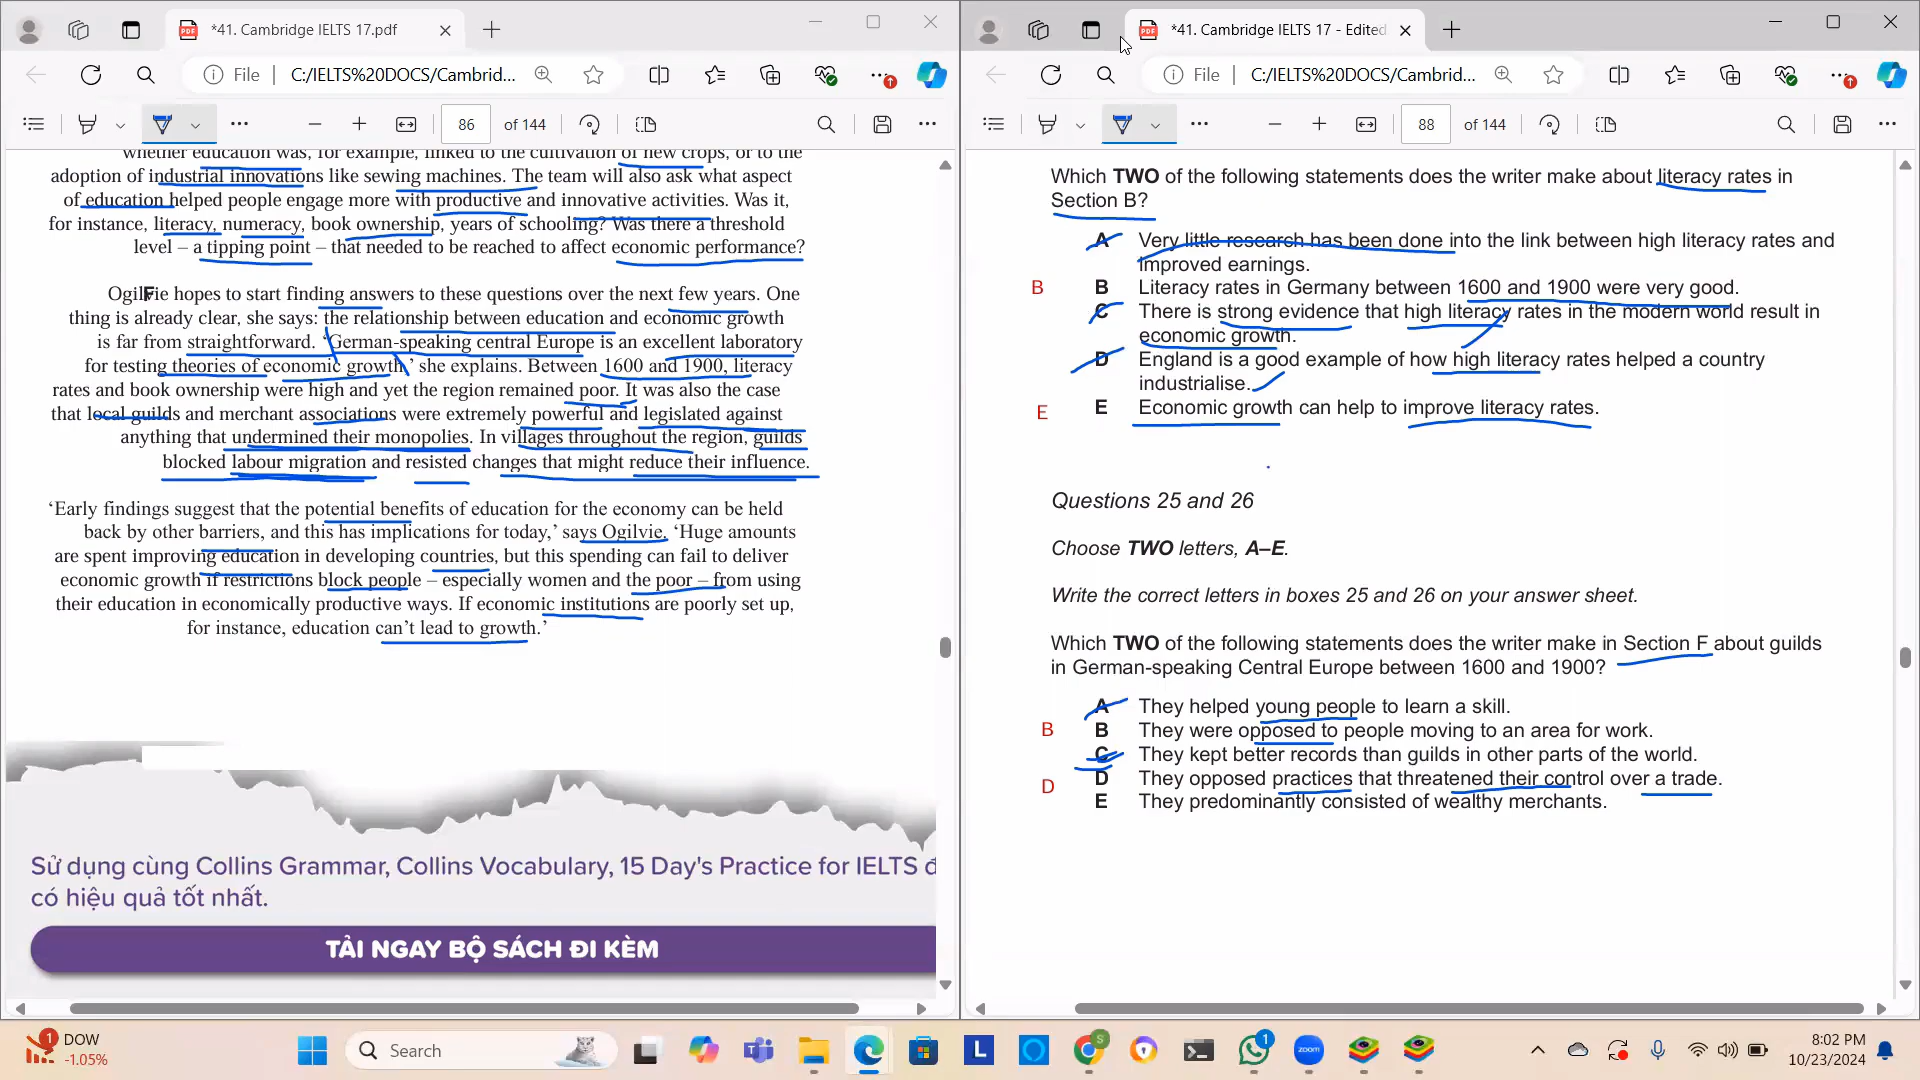 *41. Cambridge IELTS 17.pdf
File
C:/IELTS%20DOCS/Cambrid...
86 of 144
whether education was, for example, linked to the cultivation of new crops, or to the
adoption of industrial innovations like sewing machines. The team will also ask what aspect
of education helped people engage more with productive and innovative activities. Was it,
for instance, literacy, numeracy, book ownership, years of schooling? Was there a threshold
level – a tipping point – that needed to be reached to affect economic performance?
F
Ogilvie hopes to start finding answers to these questions over the next few years. One
thing is already clear, she says: the relationship between education and economic growth
is far from straightforward. ‘German-speaking central Europe is an excellent laboratory
for testing theories of economic growth,’ she explains. Between 1600 and 1900, literacy
rates and book ownership were high and yet the region remained poor. It was also the case
that local guilds and merchant associations were extremely powerful and legislated against
anything that undermined their monopolies. In villages throughout the region, guilds
blocked labour migration and resisted changes that might reduce their influence.
‘Early findings suggest that the potential benefits of education for the economy can be held
back by other barriers, and this has implications for today,’ says Ogilvie. ‘Huge amounts
are spent improving education in developing countries, but this spending can fail to deliver
economic growth if restrictions block people – especially women and the poor – from using
their education in economically productive ways. If economic institutions are poorly set up,
for instance, education can’t lead to growth.’
Sử dụng cùng Collins Grammar, Collins Vocabulary, 15 Day's Practice for IELTS đ
có hiệu quả tốt nhất.
TẢI NGAY BỘ SÁCH ĐI KÈM
*41. Cambridge IELTS 17 - Edited
File
C:/IELTS%20DOCS/Cambrid...
88 of 144
Which TWO of the following statements does the writer make about literacy rates in
Section B?
A Very little research has been done into the link between high literacy rates and
improved earnings.
B B Literacy rates in Germany between 1600 and 1900 were very good.
C There is strong evidence that high literacy rates in the modern world result in
economic growth.
D England is a good example of how high literacy rates helped a country
industrialise.
E E Economic growth can help to improve literacy rates.
Questions 25 and 26
Choose TWO letters, A–E.
Write the correct letters in boxes 25 and 26 on your answer sheet.
Which TWO of the following statements does the writer make in Section F about guilds
in German-speaking Central Europe between 1600 and 1900?
A They helped young people to learn a skill.
B B They were opposed to people moving to an area for work.
C They kept better records than guilds in other parts of the world.
D D They opposed practices that threatened their control over a trade.
E They predominantly consisted of wealthy merchants.
1
DOW
-1.05%
Search
L
S
1
zoom
8:02 PM
10/23/2024